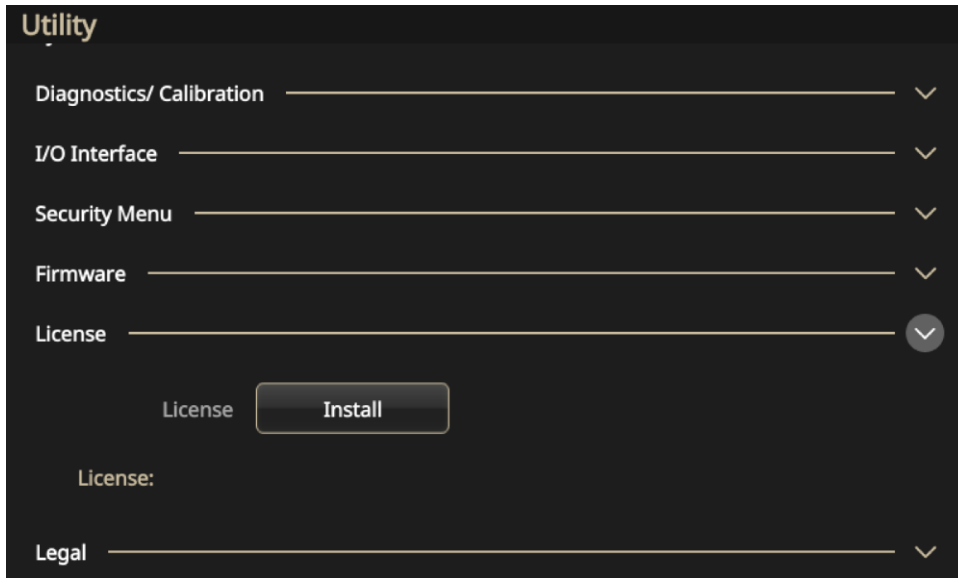 Utility
Diagnostics/ Calibration
I/O Interface
Security Menu
Firmware
License
License Install
License:
Legal